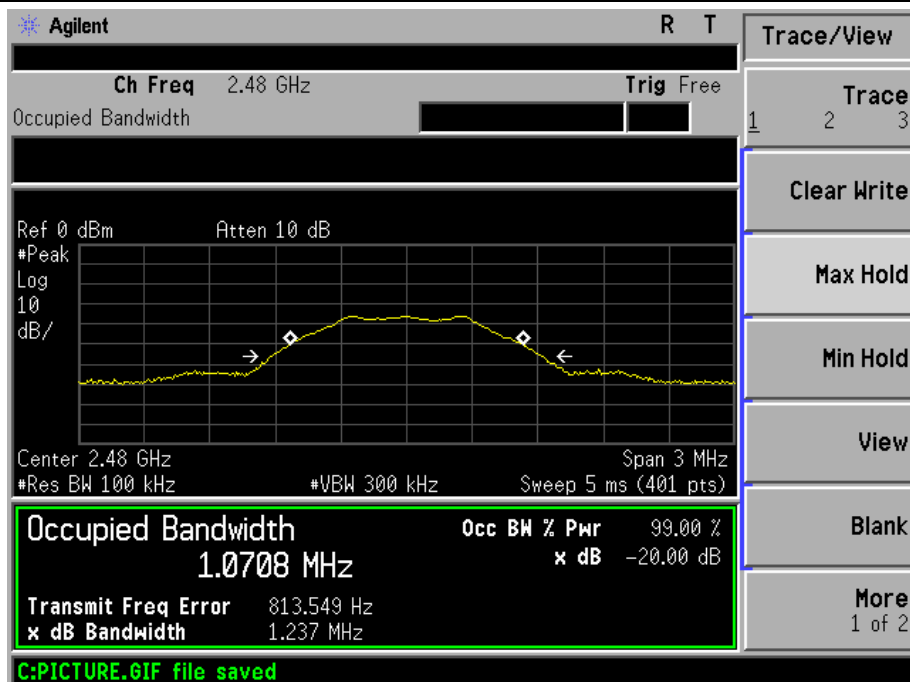 Agilent R T
Ch Freq 2.48 GHz Trig Free
Occupied Bandwidth
Ref 0 dBm Atten 10 dB
#Peak
Log
10
dB/
Center 2.48 GHz Span 3 MHz
#Res BW 100 kHz #VBW 300 kHz Sweep 5 ms (401 pts)
Occupied Bandwidth Occ BW % Pwr 99.00 %
1.0708 MHz x dB -20.00 dB
Transmit Freq Error 813.549 Hz
x dB Bandwidth 1.237 MHz
C:PICTURE.GIF file saved
Trace/View
Trace
1 2 3
Clear Write
Max Hold
Min Hold
View
Blank
More
1 of 2